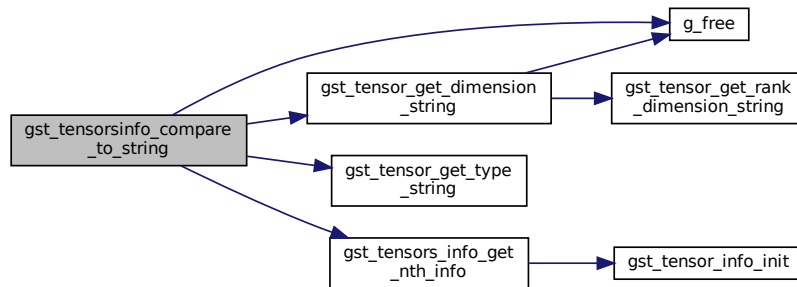 g_free
gst_tensor_get_dimension
_string
gst_tensor_get_rank
_dimension_string
gst_tensorsinfo_compare
_to_string
gst_tensor_get_type
_string
gst_tensors_info_get
_nth_info
gst_tensor_info_init